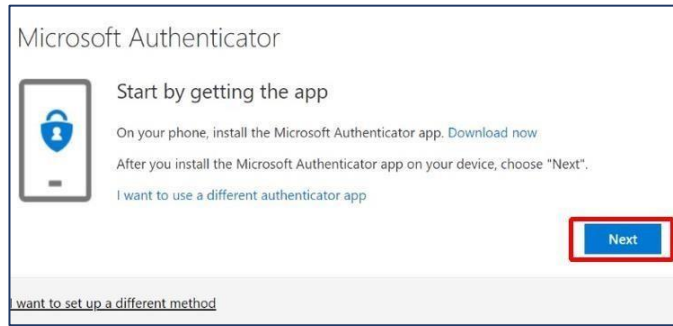 Microsoft Authenticator
Start by getting the app
On your phone, install the Microsoft Authenticator app. Download now
After you install the Microsoft Authenticator app on your device, choose "Next".
I want to use a different authenticator app
Next
I want to set up a different method